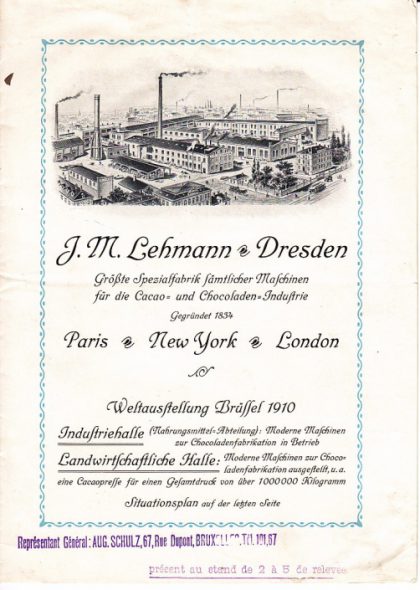 J. M. Lehmann Dresden
Größte Spezialfabrik sämtlicher Maschinen
für die Cacao- und Chocoladen-Industrie
Gegründet 1834
Paris New York London
Weltausstellung Brüssel 1910
Industriehalle (Nahrungsmittel-Abteilung): Moderne Maschinen
zur Chocoladenfabrikation in Betrieb
Landwirtschaftliche Halle: Moderne Maschinen zur Choco-
ladenfabrikation ausgestellt, u. a.
eine Cacaopresse für einen Gesamtdruck von über 1000000 Kilogramm
Situationsplan auf der letzten Seite
Représentant Général: AUG. SCHULZ, 67, Rue Dupont, BRUXELLES, Tél. 101,67
présent au stand de 2 à 5 de relevée